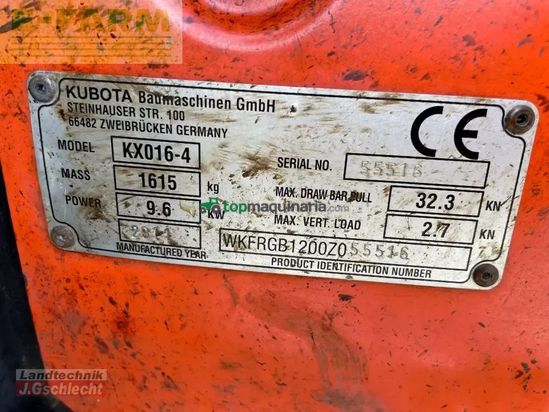 E-FARM
KUBOTA Baumaschinen GmbH
STEINHAUSER STR. 100
66482 ZWEIBRÜCKEN GERMANY
CE
MODEL KX016-4
SERIAL NO. 55516
MASS 1615 kg
MAX. DRAW BAR PULL 32.3 KN
POWER 9.6 KW
MAX. VERT. LOAD 2.7 KN
topmaquinaria.com
MANUFACTURED YEAR
WKFRGB1200Z055516
PRODUCT IDENTIFICATION NUMBER
Landtechnik
J.Gschlecht